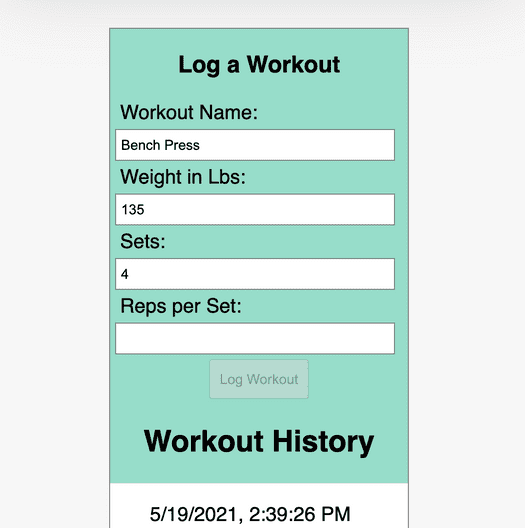 Log a Workout
Workout Name:
Bench Press
Weight in Lbs:
135
Sets:
4
Reps per Set:
Log Workout
Workout History
5/19/2021, 2:39:26 PM